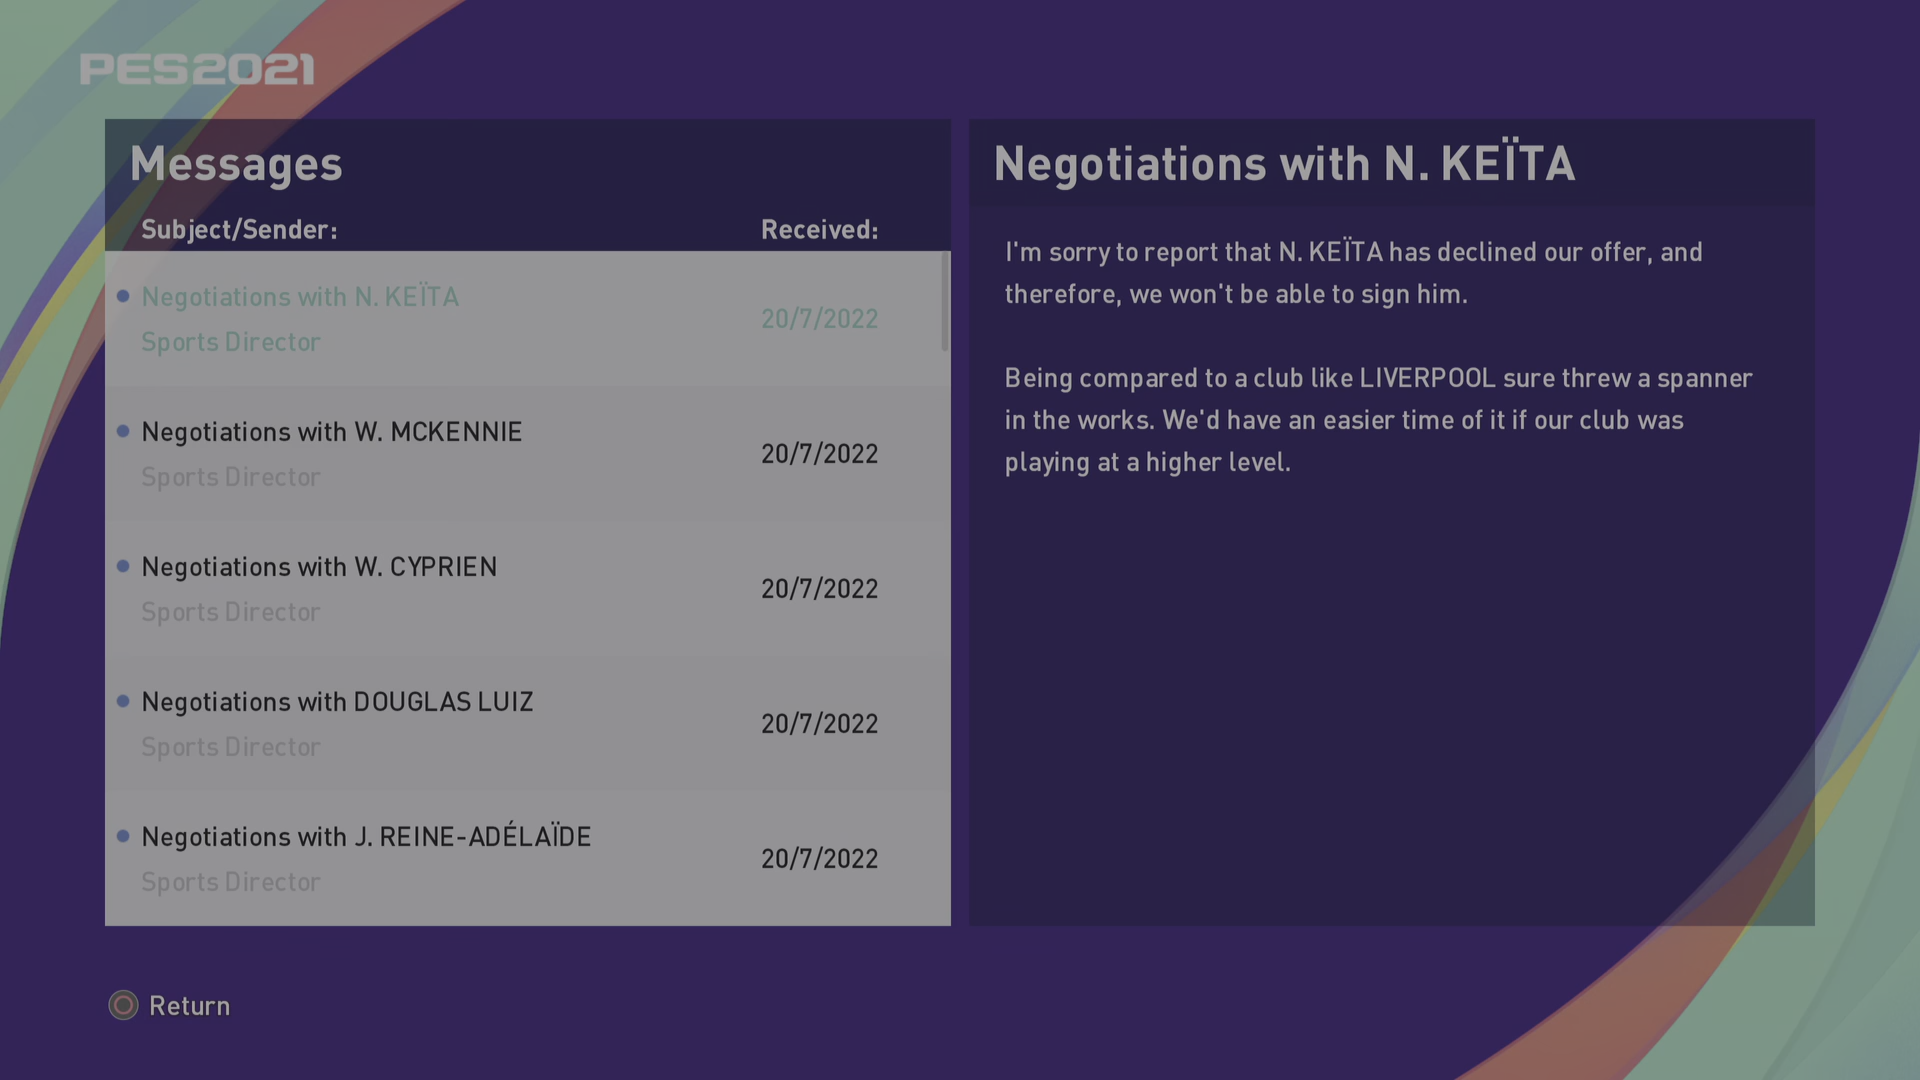 PES2021
Messages
Subject/Sender: Received:
Negotiations with N. KEÏTA
Sports Director
20/7/2022
Negotiations with W. MCKENNIE
Sports Director
20/7/2022
Negotiations with W. CYPRIEN
Sports Director
20/7/2022
Negotiations with DOUGLAS LUIZ
Sports Director
20/7/2022
Negotiations with J. REINE-ADÉLAÏDE
Sports Director
20/7/2022
Negotiations with N. KEÏTA
I'm sorry to report that N. KEÏTA has declined our offer, and
therefore, we won't be able to sign him.
Being compared to a club like LIVERPOOL sure threw a spanner
in the works. We'd have an easier time of it if our club was
playing at a higher level.
Return